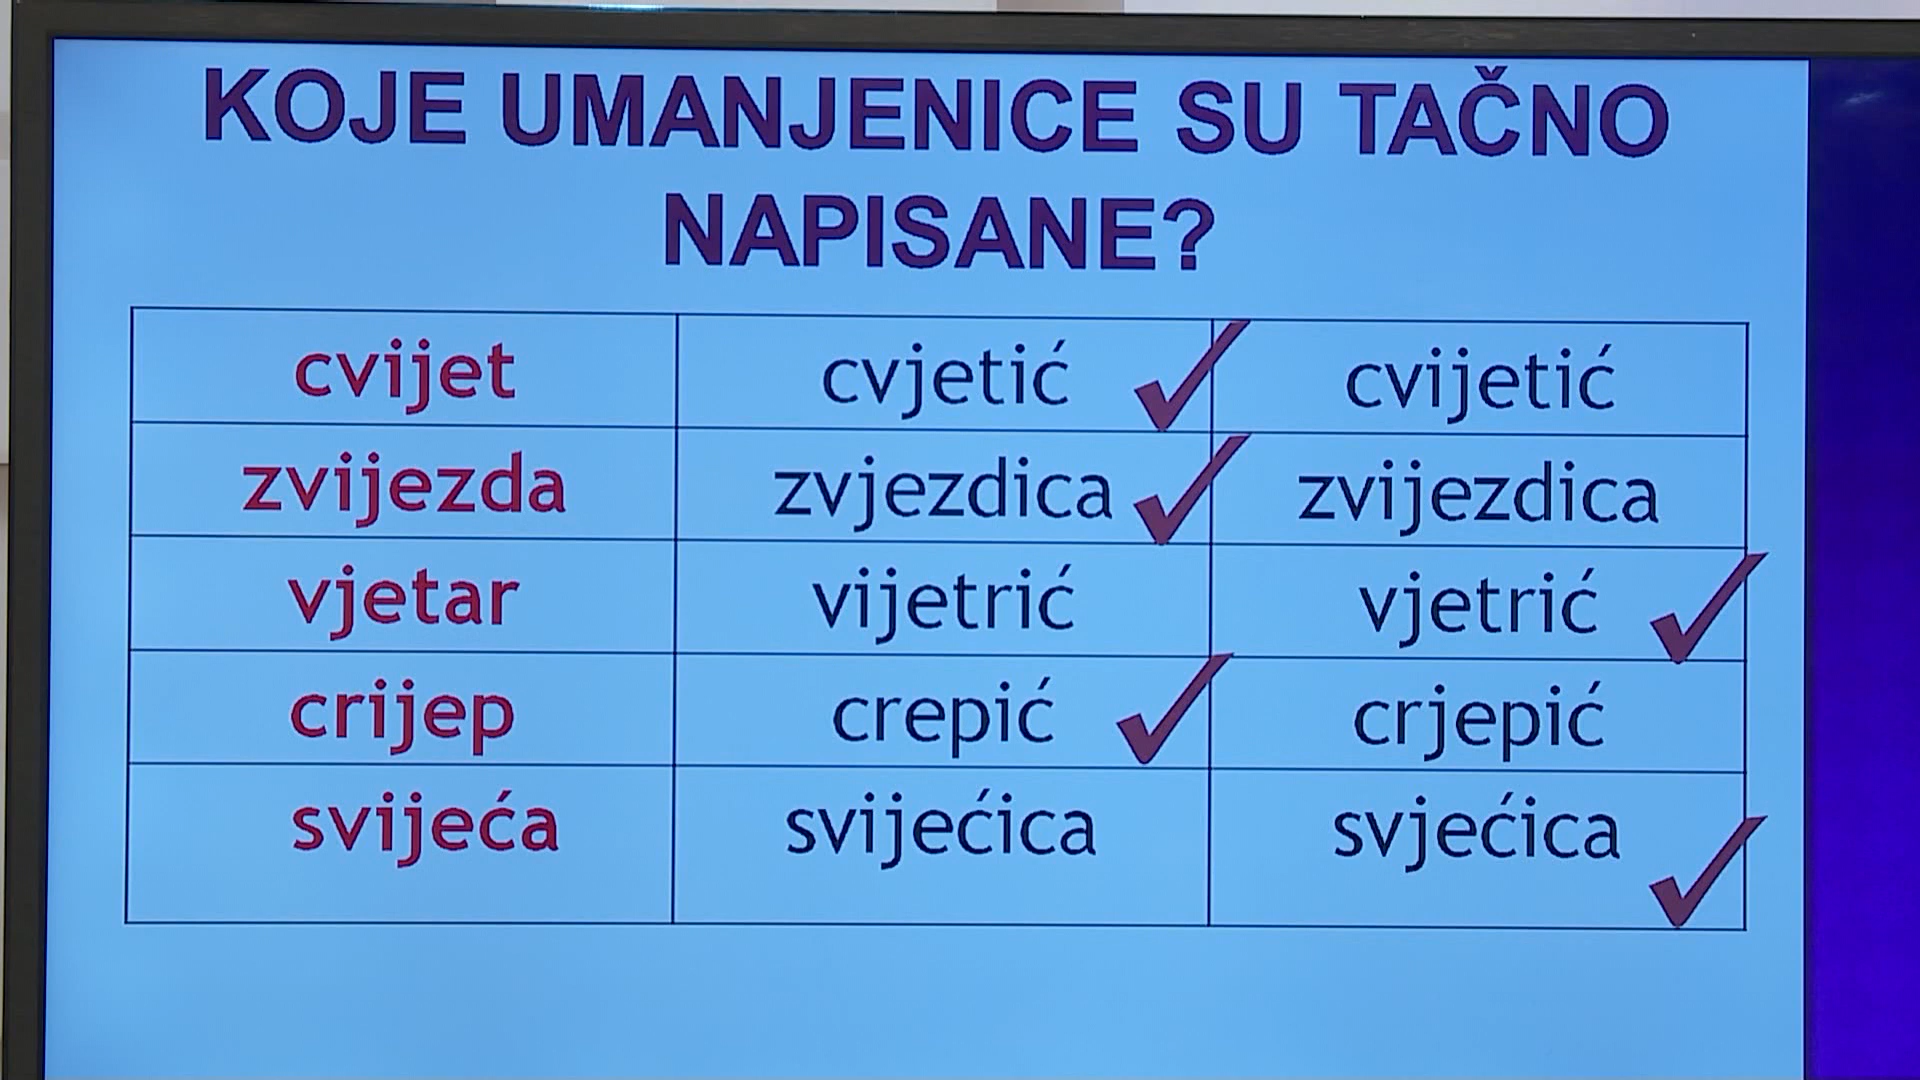 KOJE UMANJENICE SU TAČNO
NAPISANE?
cvijet cvjetić cvijetić
zvijezda zvjezdica zvijezdica
vjetar vijetrić vjetrić
crijep crepić crjepić
svijeća svijećica svjećica